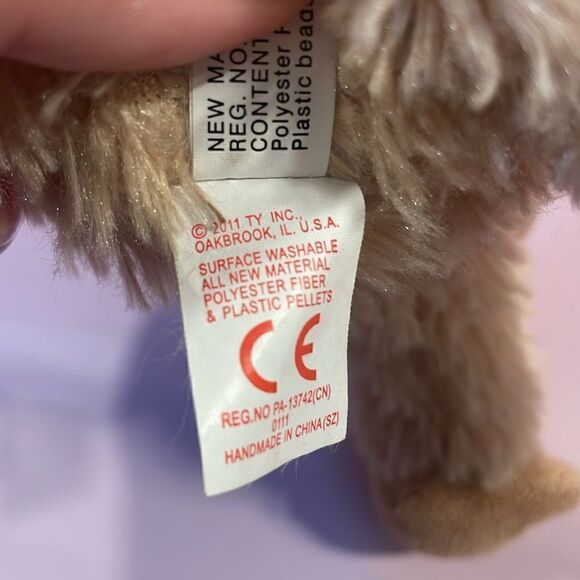 NEW MA
REG. NO.
CONTENT
Polyester F
Plastic beads
© 2011 TY INC.,
OAKBROOK, IL. U.S.A.
SURFACE WASHABLE
ALL NEW MATERIAL
POLYESTER FIBER
& PLASTIC PELLETS
CE
REG.NO PA-13742(CN)
0111
HANDMADE IN CHINA(SZ)